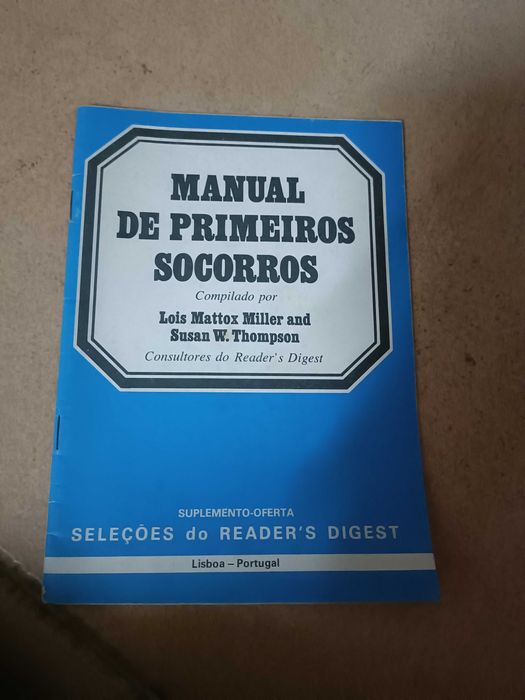 MANUAL
DE PRIMEIROS
SOCORROS
Compilado por
Lois Mattox Miller and
Susan W. Thompson
Consultores do Reader's Digest
SUPLEMENTO-OFERTA
SELEÇÕES do READER'S DIGEST
Lisboa – Portugal